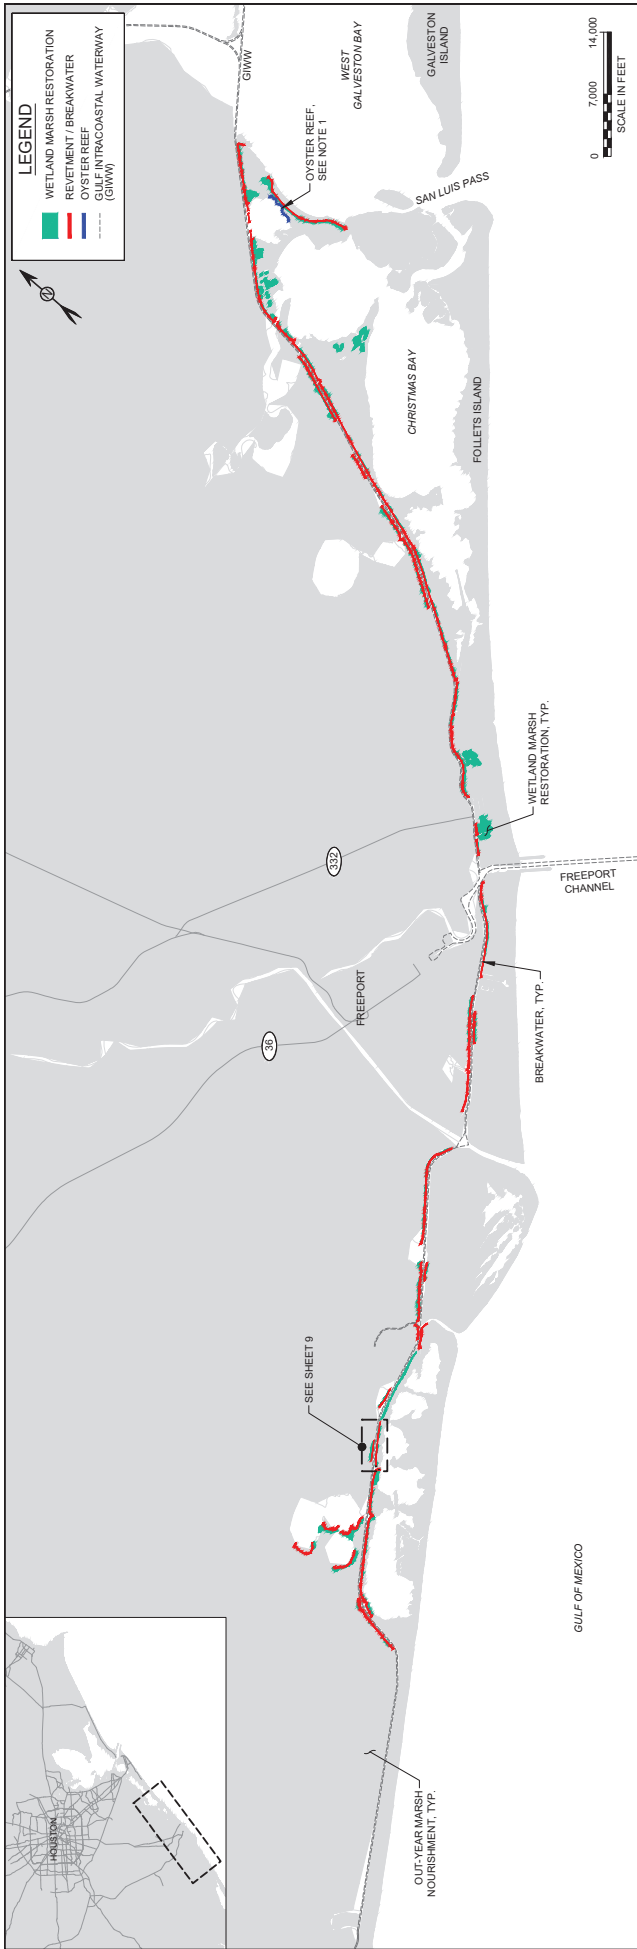 LEGEND
WETLAND MARSH RESTORATION
REVETMENT / BREAKWATER
OYSTER REEF
GULF INTRACOASTAL WATERWAY
(GIWW)
N
GIWW
WEST
GALVESTON BAY
GALVESTON
ISLAND
0
7,000
14,000
SCALE IN FEET
OYSTER REEF,
SEE NOTE 1
SAN LUIS PASS
CHRISTMAS BAY
FOLLETS ISLAND
WETLAND MARSH
RESTORATION, TYP.
332
FREEPORT
CHANNEL
FREEPORT
BREAKWATER, TYP.
36
SEE SHEET 9
GULF OF MEXICO
OUT-YEAR MARSH
NOURISHMENT, TYP.
HOUSTON